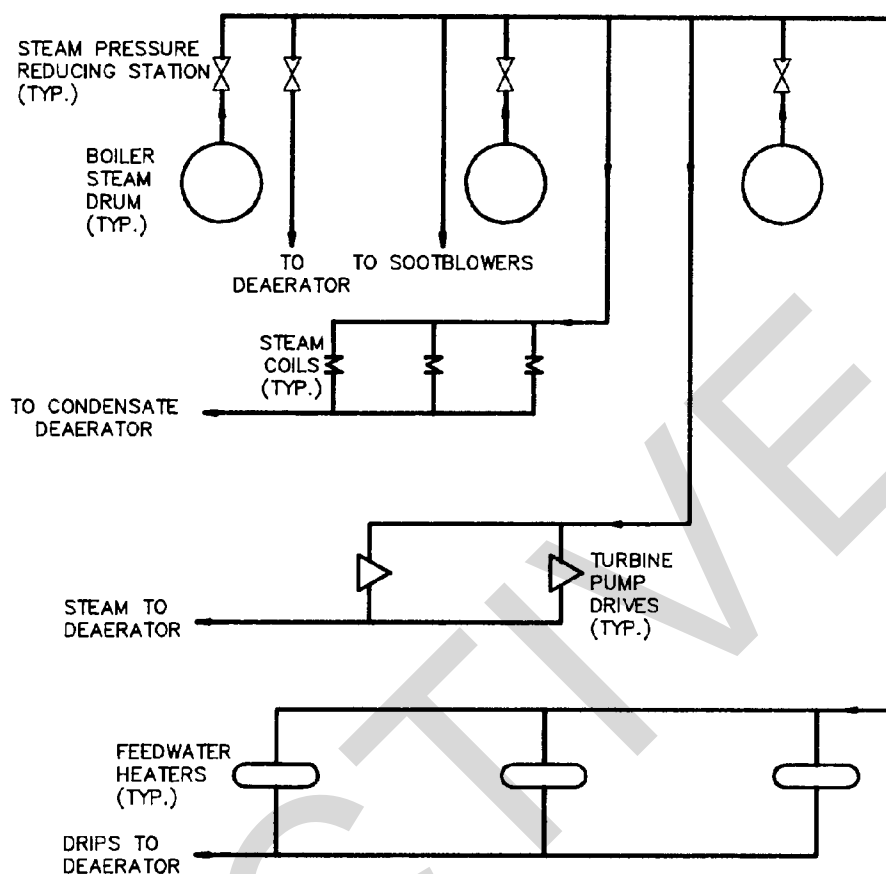 STEAM PRESSURE
REDUCING STATION
(TYP.)
BOILER
STEAM
DRUM
(TYP.)
TO
DEAERATOR
TO SOOTBLOWERS
STEAM
COILS
(TYP.)
TO CONDENSATE
DEAERATOR
TURBINE
PUMP
DRIVES
(TYP.)
STEAM TO
DEAERATOR
FEEDWATER
HEATERS
(TYP.)
DRIPS TO
DEAERATOR
CTIVE